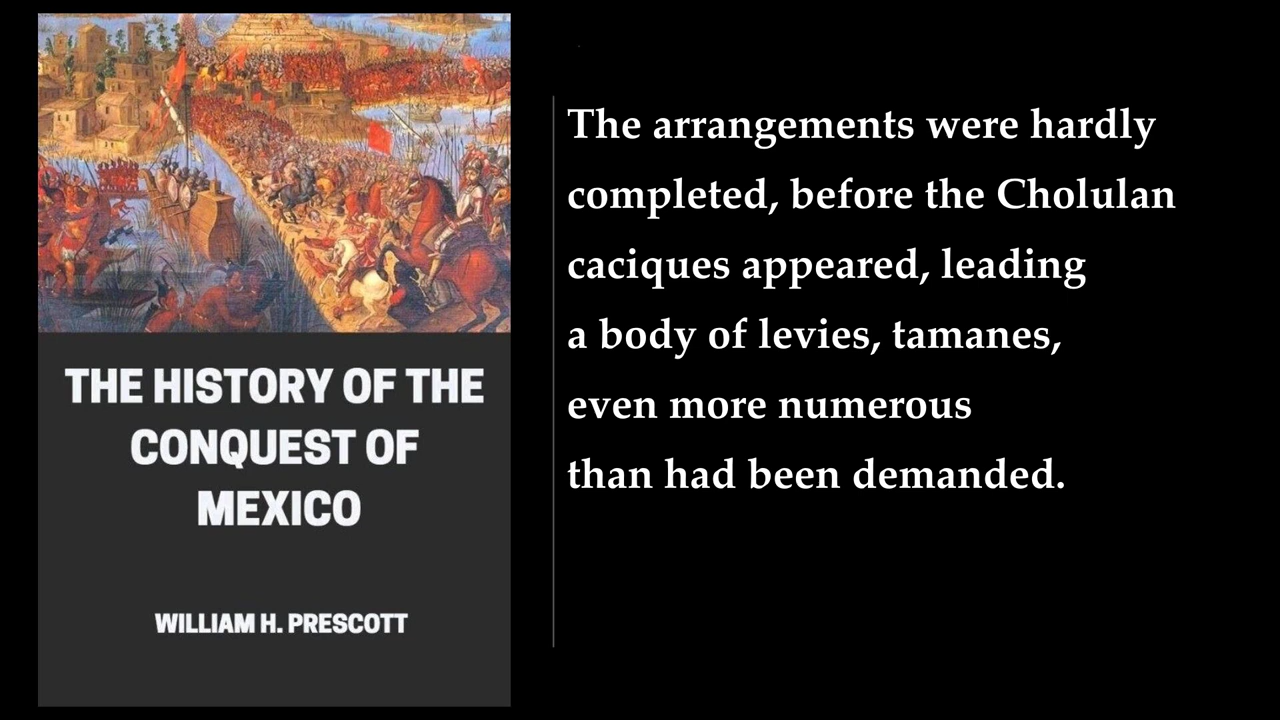 THE HISTORY OF THE
CONQUEST OF
MEXICO
WILLIAM H. PRESCOTT
The arrangements were hardly
completed, before the Cholulan
caciques appeared, leading
a body of levies, tamanes,
even more numerous
than had been demanded.